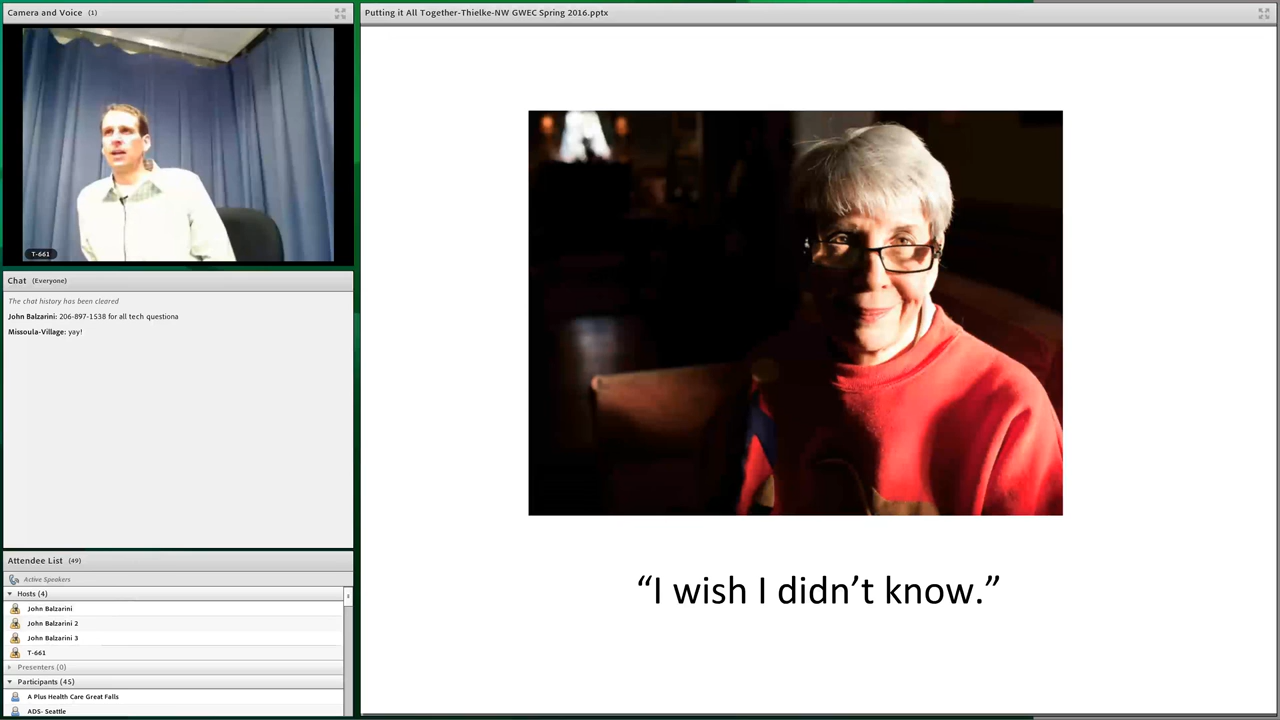 Camera and Voice (1)
T-661
Chat (Everyone)
The chat history has been cleared
John Balzarini: 206-897-1538 for all tech questiona
Missoula-Village: yay!
Attendee List (49)
Active Speakers
Hosts (4)
John Balzarini
John Balzarini 2
John Balzarini 3
T-661
Presenters (0)
Participants (45)
A Plus Health Care Great Falls
ADS- Seattle
Putting it All Together-Thielke-NW GWEC Spring 2016.pptx
“I wish I didn’t know.”